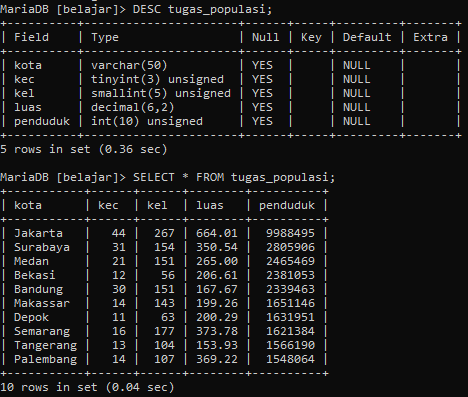 MariaDB [belajar]> DESC tugas_populasi;
+-----------+----------------------+------+-----+---------+-------+
| Field     | Type                 | Null | Key | Default | Extra |
+-----------+----------------------+------+-----+---------+-------+
| kota      | varchar(50)          | YES  |     | NULL    |       |
| kec       | tinyint(3) unsigned  | YES  |     | NULL    |       |
| kel       | smallint(5) unsigned | YES  |     | NULL    |       |
| luas      | decimal(6,2)         | YES  |     | NULL    |       |
| penduduk  | int(10) unsigned     | YES  |     | NULL    |       |
+-----------+----------------------+------+-----+---------+-------+
5 rows in set (0.36 sec)
MariaDB [belajar]> SELECT * FROM tugas_populasi;
+-----------+------+------+--------+----------+
| kota      | kec  | kel  | luas   | penduduk |
+-----------+------+------+--------+----------+
| Jakarta   |   44 |  267 | 664.01 |  9988495 |
| Surabaya  |   31 |  154 | 350.54 |  2805906 |
| Medan     |   21 |  151 | 265.00 |  2465469 |
| Bekasi    |   12 |   56 | 206.61 |  2381053 |
| Bandung   |   30 |  151 | 167.67 |  2339463 |
| Makassar  |   14 |  143 | 199.26 |  1651146 |
| Depok     |   11 |   63 | 200.29 |  1631951 |
| Semarang  |   16 |  177 | 373.78 |  1621384 |
| Tangerang |   13 |  104 | 153.93 |  1566190 |
| Palembang |   14 |  107 | 369.22 |  1548064 |
+-----------+------+------+--------+----------+
10 rows in set (0.04 sec)